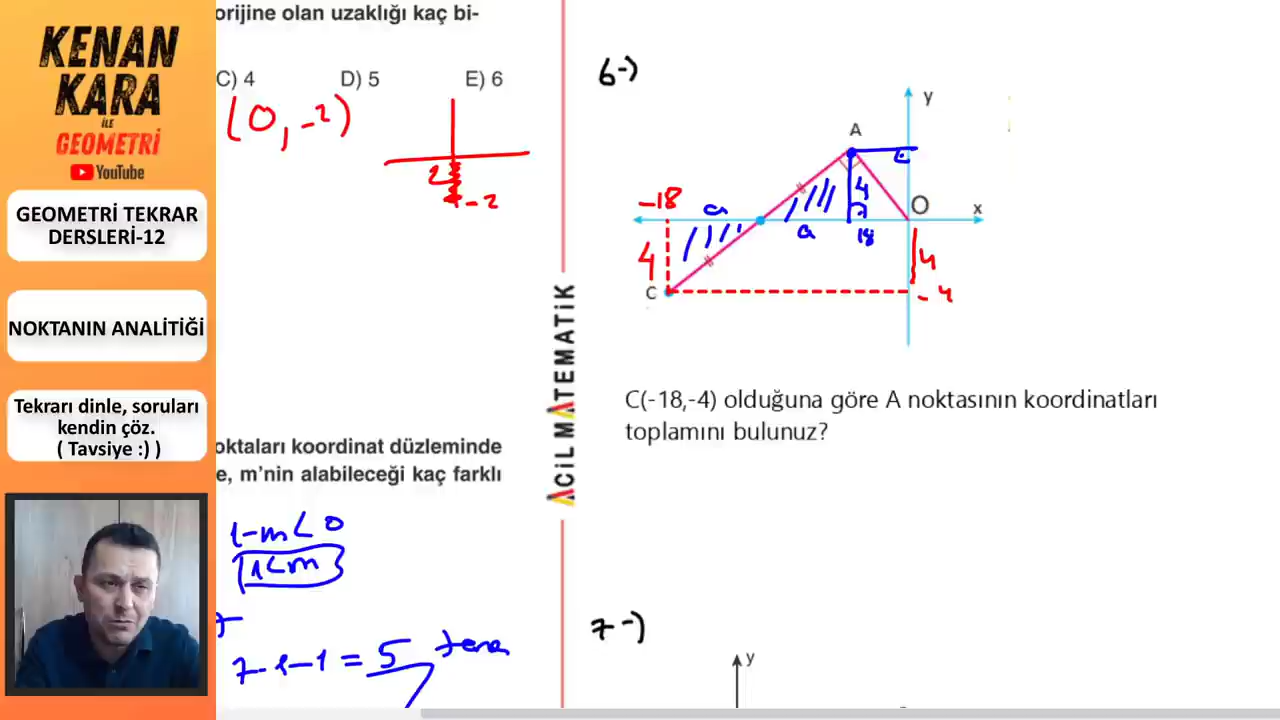 KENAN
KARA
İLE
GEOMETRİ
YouTube
GEOMETRİ TEKRAR
DERSLERİ-12
NOKTANIN ANALİTİĞİ
Tekrarı dinle, soruları
kendin çöz.
( Tavsiye :) )
orijine olan uzaklığı kaç bi-
C) 4 D) 5 E) 6
(0, -2)
2
-2
oktaları koordinat düzleminde
e, m'nin alabileceği kaç farklı
1-m<0
1<m
7-1-1 = 5 tane
ACİL MATEMATİK
6-)
y
A
4
-18
a
a
18
O
x
4
4
C
-4
C(-18,-4) olduğuna göre A noktasının koordinatları
toplamını bulunuz?
7-)
y